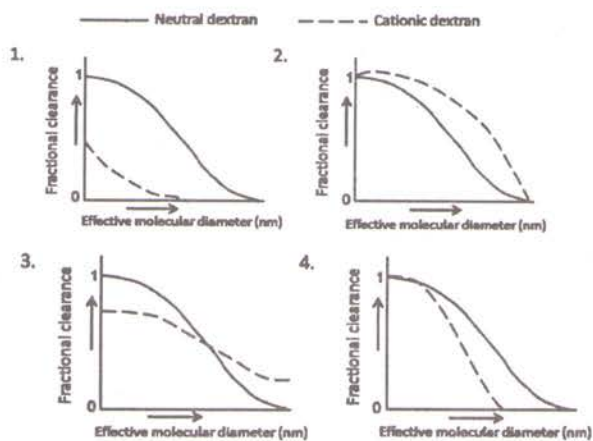 Neutral dextran Cationic dextran
1.
Fractional clearance
1
0
Effective molecular diameter (nm)
2.
Fractional clearance
1
0
Effective molecular diameter (nm)
3.
Fractional clearance
1
0
Effective molecular diameter (nm)
4.
Fractional clearance
1
0
Effective molecular diameter (nm)